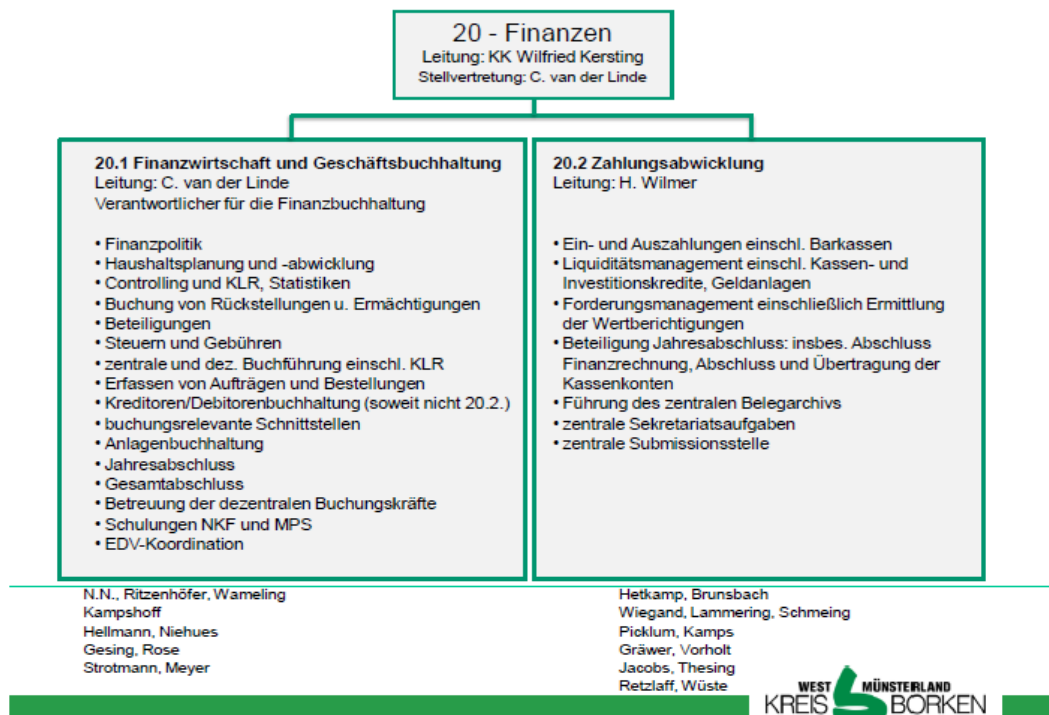 20 - Finanzen
Leitung: KK Wilfried Kersting
Stellvertretung: C. van der Linde
20.1 Finanzwirtschaft und Geschäftsbuchhaltung
Leitung: C. van der Linde
Verantwortlicher für die Finanzbuchhaltung
• Finanzpolitik
• Haushaltsplanung und -abwicklung
• Controlling und KLR, Statistiken
• Buchung von Rückstellungen u. Ermächtigungen
• Beteiligungen
• Steuern und Gebühren
• zentrale und dez. Buchführung einschl. KLR
• Erfassen von Aufträgen und Bestellungen
• Kreditoren/Debitorenbuchhaltung (soweit nicht 20.2.)
• buchungsrelevante Schnittstellen
• Anlagenbuchhaltung
• Jahresabschluss
• Gesamtabschluss
• Betreuung der dezentralen Buchungskräfte
• Schulungen NKF und MPS
• EDV-Koordination
20.2 Zahlungsabwicklung
Leitung: H. Wilmer
• Ein- und Auszahlungen einschl. Barkassen
• Liquiditätsmanagement einschl. Kassen- und
Investitionskredite, Geldanlagen
• Forderungsmanagement einschließlich Ermittlung
der Wertberichtigungen
• Beteiligung Jahresabschluss: insbes. Abschluss
Finanzrechnung, Abschluss und Übertragung der
Kassenkonten
• Führung des zentralen Belegarchivs
• zentrale Sekretariatsaufgaben
• zentrale Submissionsstelle
N.N., Ritzenhöfer, Wameling
Kampshoff
Hellmann, Niehues
Gesing, Rose
Strotmann, Meyer
Hetkamp, Brunsbach
Wiegand, Lammering, Schmeing
Picklum, Kamps
Gräwer, Vorholt
Jacobs, Thesing
Retzlaff, Wüste
WEST MÜNSTERLAND
KREIS BORKEN